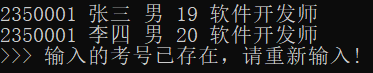 2350001 张三 男 19 软件开发师
2350001 李四 男 20 软件开发师
>>> 输入的考号已存在，请重新输入!